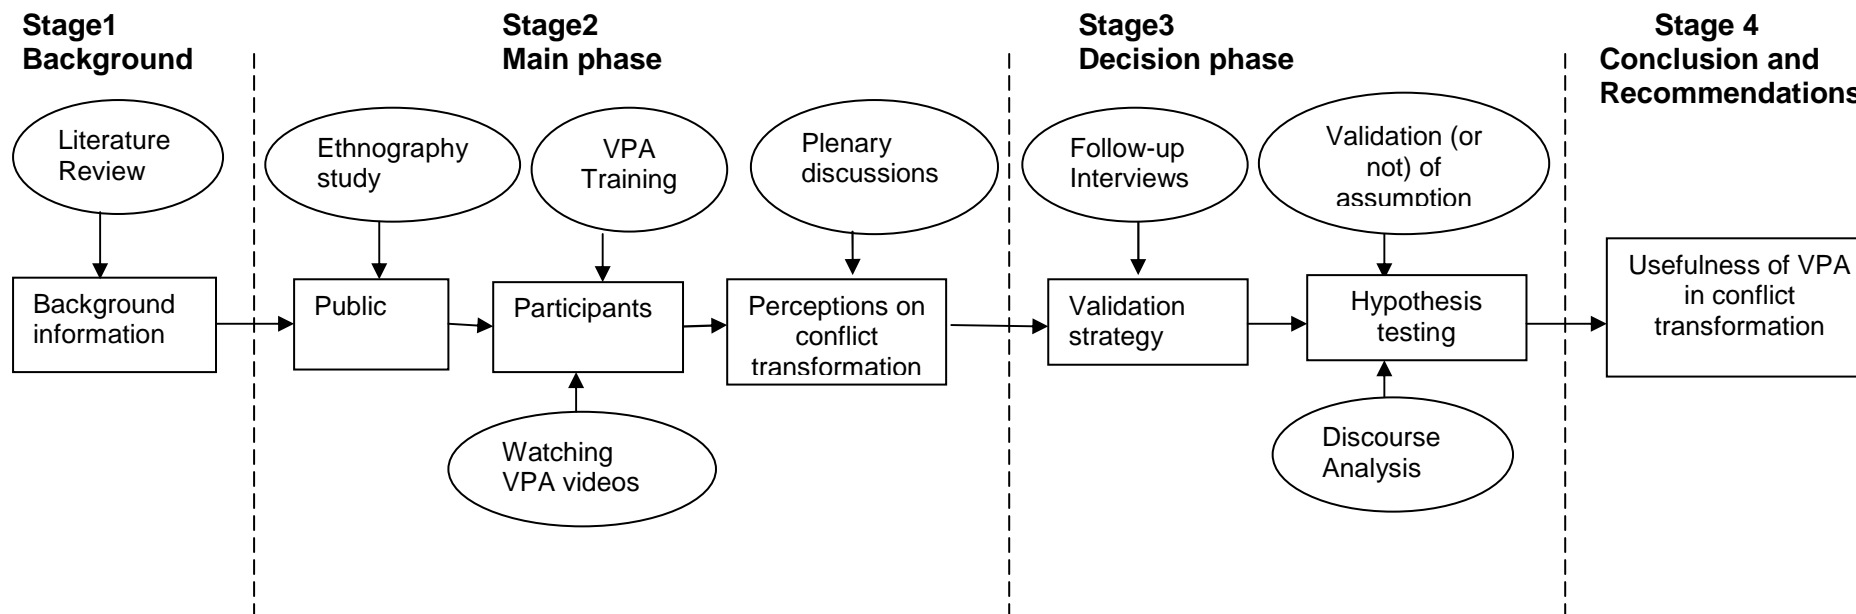 Stage1
Background
Stage2
Main phase
Stage3
Decision phase
Stage 4
Conclusion and
Recommendations
Literature
Review
Ethnography
study
VPA
Training
Plenary
discussions
Follow-up
Interviews
Validation (or
not) of
assumption
Background
information
Public
Participants
Perceptions on
conflict
transformation
Validation
strategy
Hypothesis
testing
Usefulness of VPA
in conflict
transformation
Watching
VPA videos
Discourse
Analysis